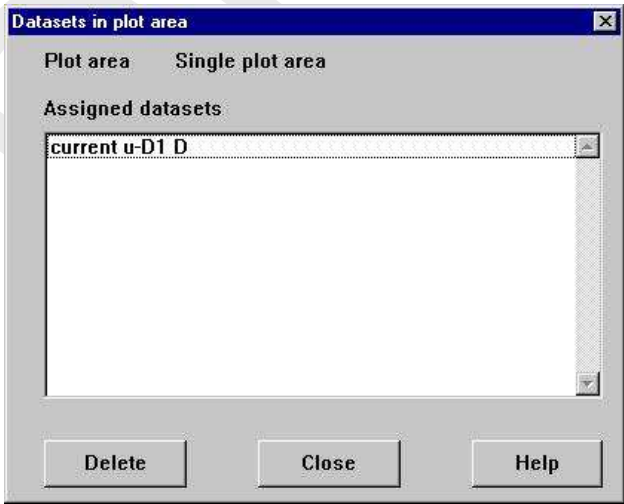 Datasets in plot area
Plot area Single plot area
Assigned datasets
current u-D1 D
Delete Close Help